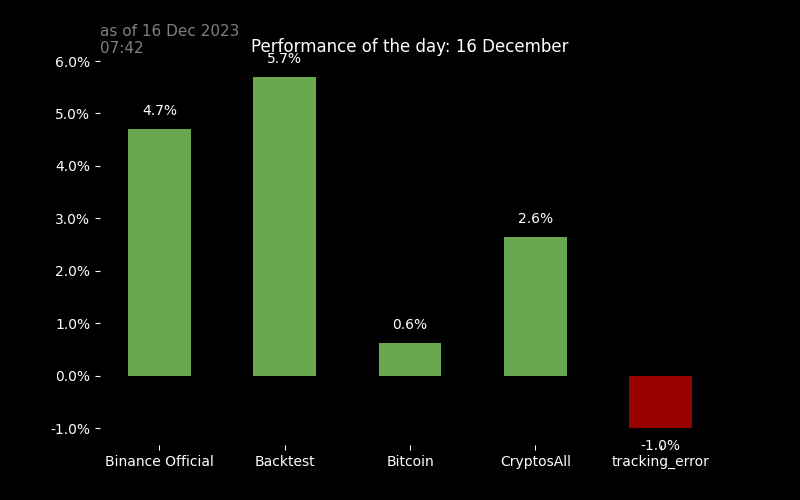 as of 16 Dec 2023
07:42
Performance of the day: 16 December
6.0%
5.0%
4.0%
3.0%
2.0%
1.0%
0.0%
-1.0%
4.7%
5.7%
0.6%
2.6%
-1.0%
Binance Official
Backtest
Bitcoin
CryptosAll
tracking_error